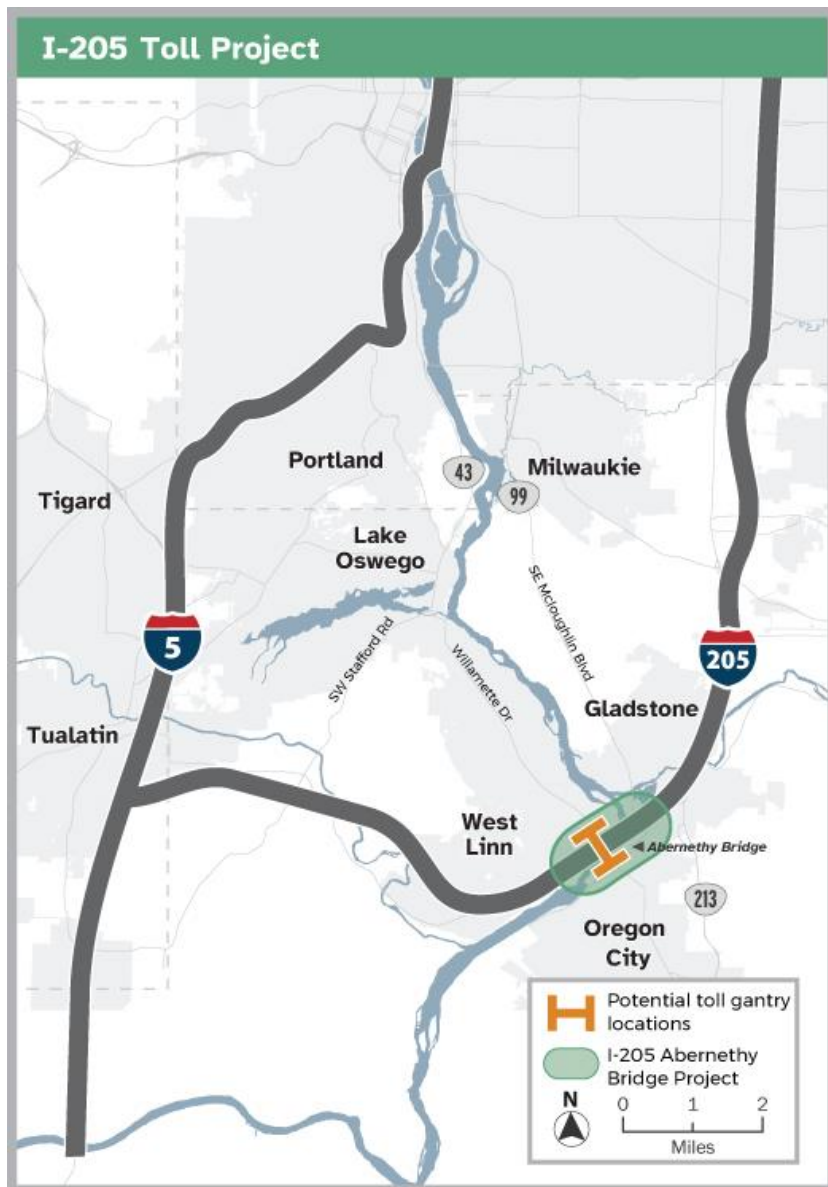 I-205 Toll Project
Portland
43
Milwaukie
99
Tigard
Lake
Oswego
SE Mcloughlin Blvd
5
SW Stafford Rd
Willamette Dr
205
Gladstone
Tualatin
West
Linn
Abernethy Bridge
213
Oregon
City
Potential toll gantry
locations
I-205 Abernethy
Bridge Project
N
0 1 2
Miles